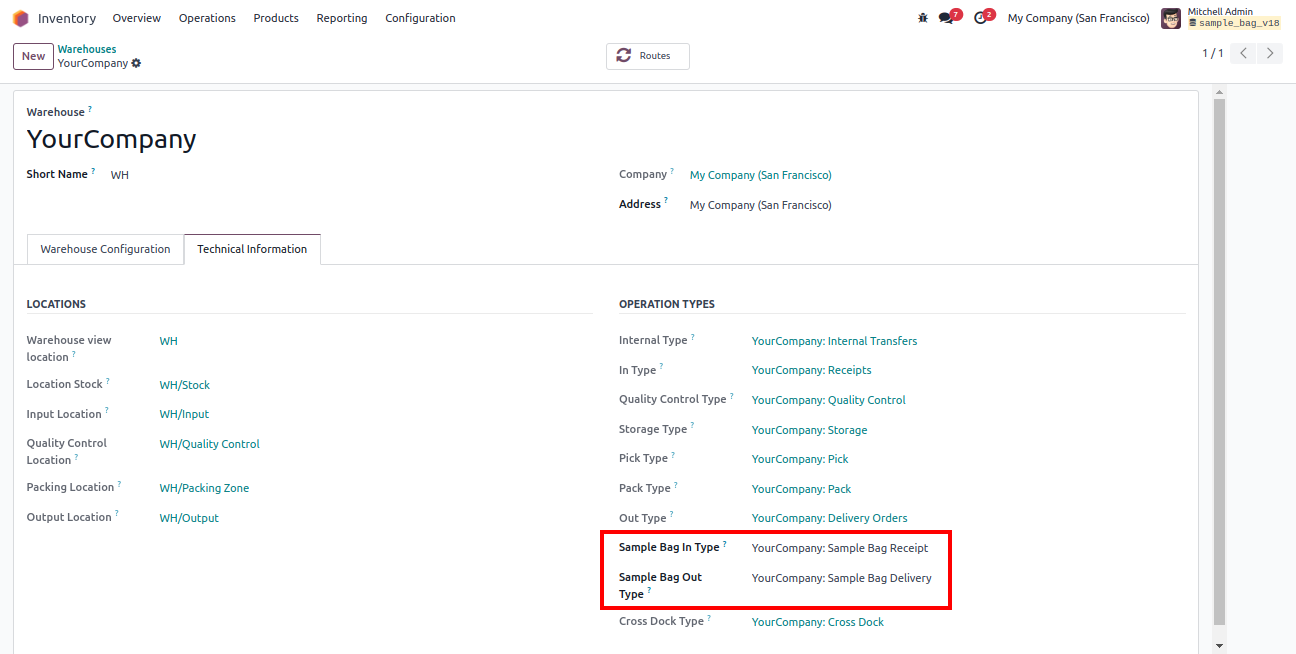 Inventory Overview Operations Products Reporting Configuration 7 2 My Company (San Francisco) Mitchell Admin
sample_bag_v18
New Warehouses
YourCompany
Routes
1 / 1
Warehouse ?
YourCompany
Short Name ? WH
Company ? My Company (San Francisco)
Address ? My Company (San Francisco)
Warehouse Configuration Technical Information
LOCATIONS
Warehouse view
location ? WH
Location Stock ? WH/Stock
Input Location ? WH/Input
Quality Control
Location ? WH/Quality Control
Packing Location ? WH/Packing Zone
Output Location ? WH/Output
OPERATION TYPES
Internal Type ? YourCompany: Internal Transfers
In Type ? YourCompany: Receipts
Quality Control Type ? YourCompany: Quality Control
Storage Type ? YourCompany: Storage
Pick Type ? YourCompany: Pick
Pack Type ? YourCompany: Pack
Out Type ? YourCompany: Delivery Orders
Sample Bag In Type ? YourCompany: Sample Bag Receipt
Sample Bag Out
Type ? YourCompany: Sample Bag Delivery
Cross Dock Type ? YourCompany: Cross Dock